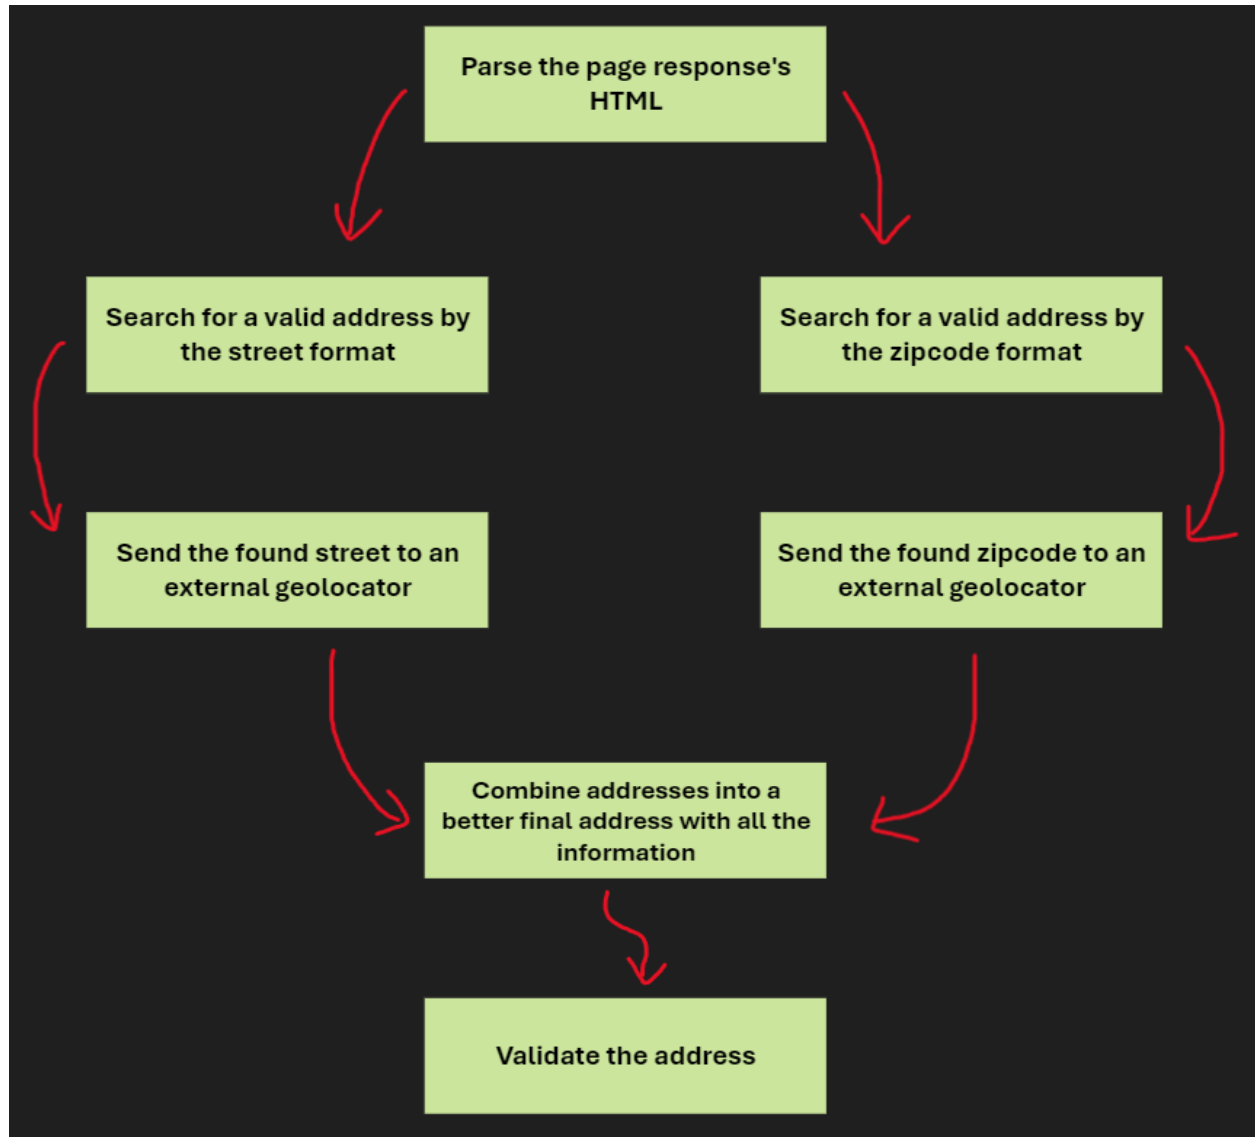 Parse the page response's
HTML
Search for a valid address by
the street format
Search for a valid address by
the zipcode format
Send the found street to an
external geolocator
Send the found zipcode to an
external geolocator
Combine addresses into a
better final address with all the
information
Validate the address